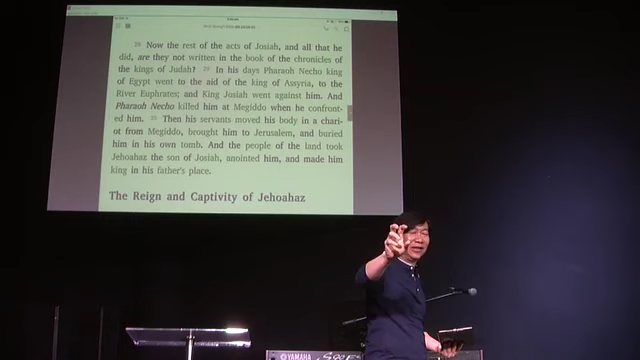 28 Now the rest of the acts of Josiah, and all that he
did, are they not written in the book of the chronicles of
the kings of Judah? 29 In his days Pharaoh Necho king
of Egypt went to the aid of the king of Assyria, to the
River Euphrates; and King Josiah went against him. And
Pharaoh Necho killed him at Megiddo when he confront-
ed him. 30 Then his servants moved his body in a chari-
ot from Megiddo, brought him to Jerusalem, and buried
him in his own tomb. And the people of the land took
Jehoahaz the son of Josiah, anointed him, and made him
king in his father's place.
The Reign and Captivity of Jehoahaz
YAMAHA